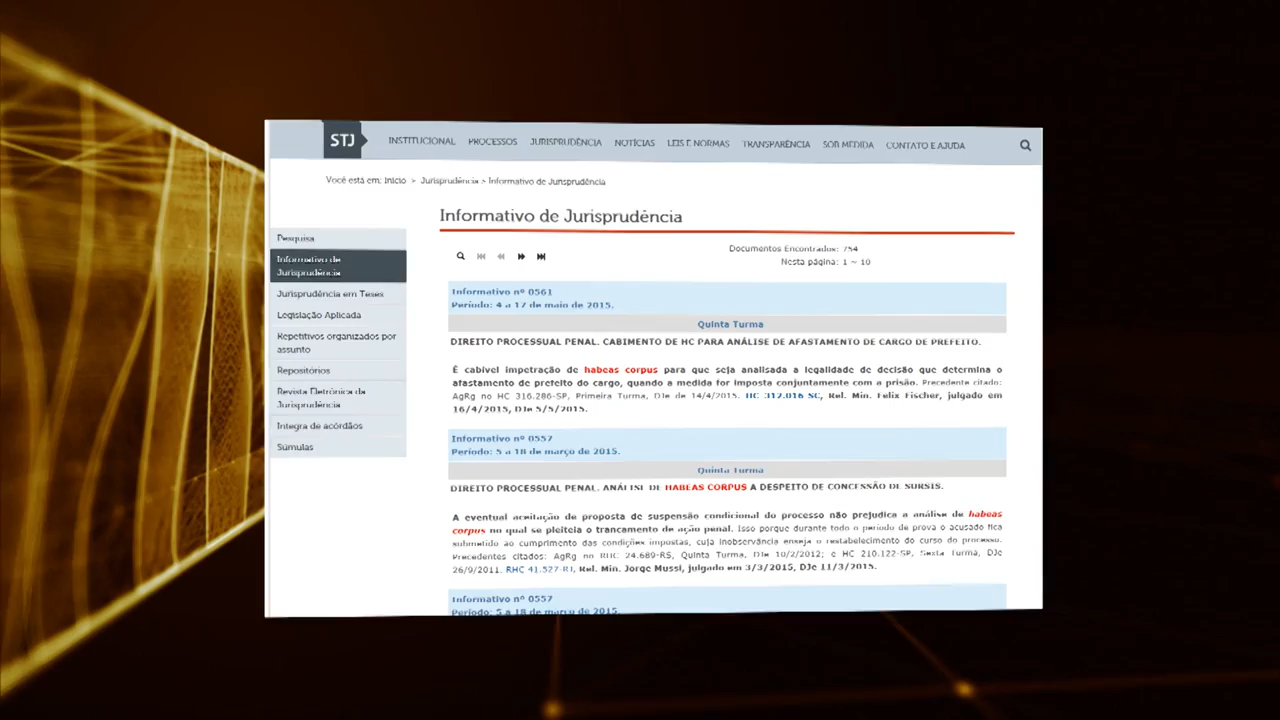 STJ INSTITUCIONAL PROCESSOS JURISPRUDÊNCIA NOTÍCIAS LEIS E NORMAS TRANSPARÊNCIA SOB MEDIDA CONTATO E AJUDA
Você está em: Início > Jurisprudência > Informativo de Jurisprudência
Informativo de Jurisprudência
Pesquisa
Informativo de
Jurisprudência
Jurisprudência em Teses
Legislação Aplicada
Repetitivos organizados por
assunto
Repositórios
Revista Eletrônica da
Jurisprudência
Íntegra de acórdãos
Súmulas
Documentos Encontrados: 754
Nesta página: 1 ~ 10
Informativo nº 0561
Período: 4 a 17 de maio de 2015.
Quinta Turma
DIREITO PROCESSUAL PENAL. CABIMENTO DE HC PARA ANÁLISE DE AFASTAMENTO DE CARGO DE PREFEITO.
É cabível impetração de habeas corpus para que seja analisada a legalidade de decisão que determina o
afastamento de prefeito do cargo, quando a medida for imposta conjuntamente com a prisão. Precedente citado:
AgRg no HC 316.286-SP, Primeira Turma, DJe de 14/4/2015. HC 312.016-SC, Rel. Min. Felix Fischer, julgado em
16/4/2015, DJe 5/5/2015.
Informativo nº 0557
Período: 5 a 18 de março de 2015.
Quinta Turma
DIREITO PROCESSUAL PENAL. ANÁLISE DE HABEAS CORPUS A DESPEITO DE CONCESSÃO DE SURSIS.
A eventual aceitação de proposta de suspensão condicional do processo não prejudica a análise de habeas
corpus no qual se pleiteia o trancamento de ação penal. Isso porque durante todo o período de prova o acusado fica
submetido ao cumprimento das condições impostas, cuja inobservância enseja o restabelecimento do curso do processo.
Precedentes citados: AgRg no RHC 24.689-RS, Quinta Turma, DJe 10/2/2012; e HC 210.122-SP, Sexta Turma, DJe
26/9/2011. RHC 41.527-RJ, Rel. Min. Jorge Mussi, julgado em 3/3/2015, DJe 11/3/2015.
Informativo nº 0557
Período: 5 a 18 de março de 2015.